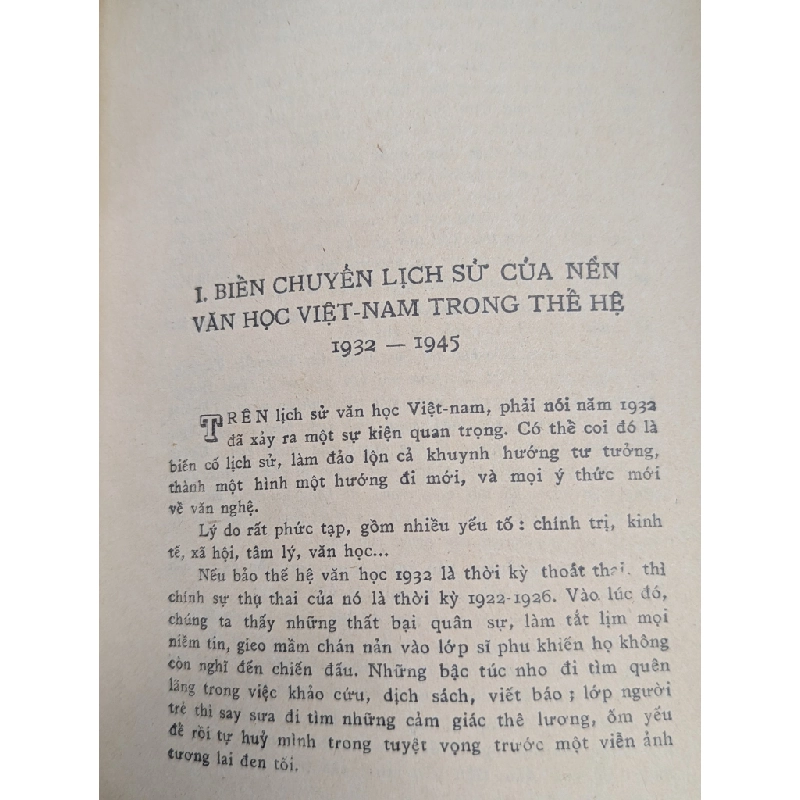 I. BIẾN CHUYỂN LỊCH SỬ CỦA NỀN
VĂN HỌC VIỆT-NAM TRONG THẾ HỆ
1932 — 1945
TRÊN lịch sử văn học Việt-nam, phải nói năm 1932
đã xảy ra một sự kiện quan trọng. Có thể coi đó là
biến cố lịch sử, làm đảo lộn cả khuynh hướng tư tưởng,
thành một hình một hướng đi mới, và mọi ý thức mới
về văn nghệ.
Lý do rất phức tạp, gồm nhiều yếu tố : chính trị, kinh
tế, xã hội, tâm lý, văn học...
Nếu bảo thế hệ văn học 1932 là thời kỳ thoát thai. thì
chính sự thụ thai của nó là thời kỳ 1922-1926. Vào lúc đó,
chúng ta thấy những thất bại quân sự, làm tắt lịm mọi
niềm tin, gieo mầm chán nản vào lớp sĩ phu khiến họ không
còn nghĩ đến chiến đấu. Những bậc túc nho đi tìm quên
lãng trong việc khảo cứu, dịch sách, viết báo ; lớp người
trẻ thì say sưa đi tìm những cảm giác thê lương, ốm yếu
để rồi tự huỷ mình trong tuyệt vọng trước một viễn ảnh
tương lai đen tối.